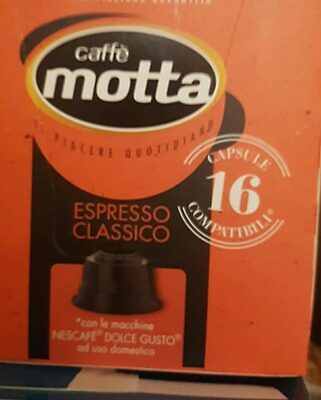 caffè
motta
IL PIACERE QUOTIDIANO
CAPSULE
16
COMPATIBILI*
ESPRESSO
CLASSICO
*con le macchine
NESCAFÉ® DOLCE GUSTO®
ad uso domestico